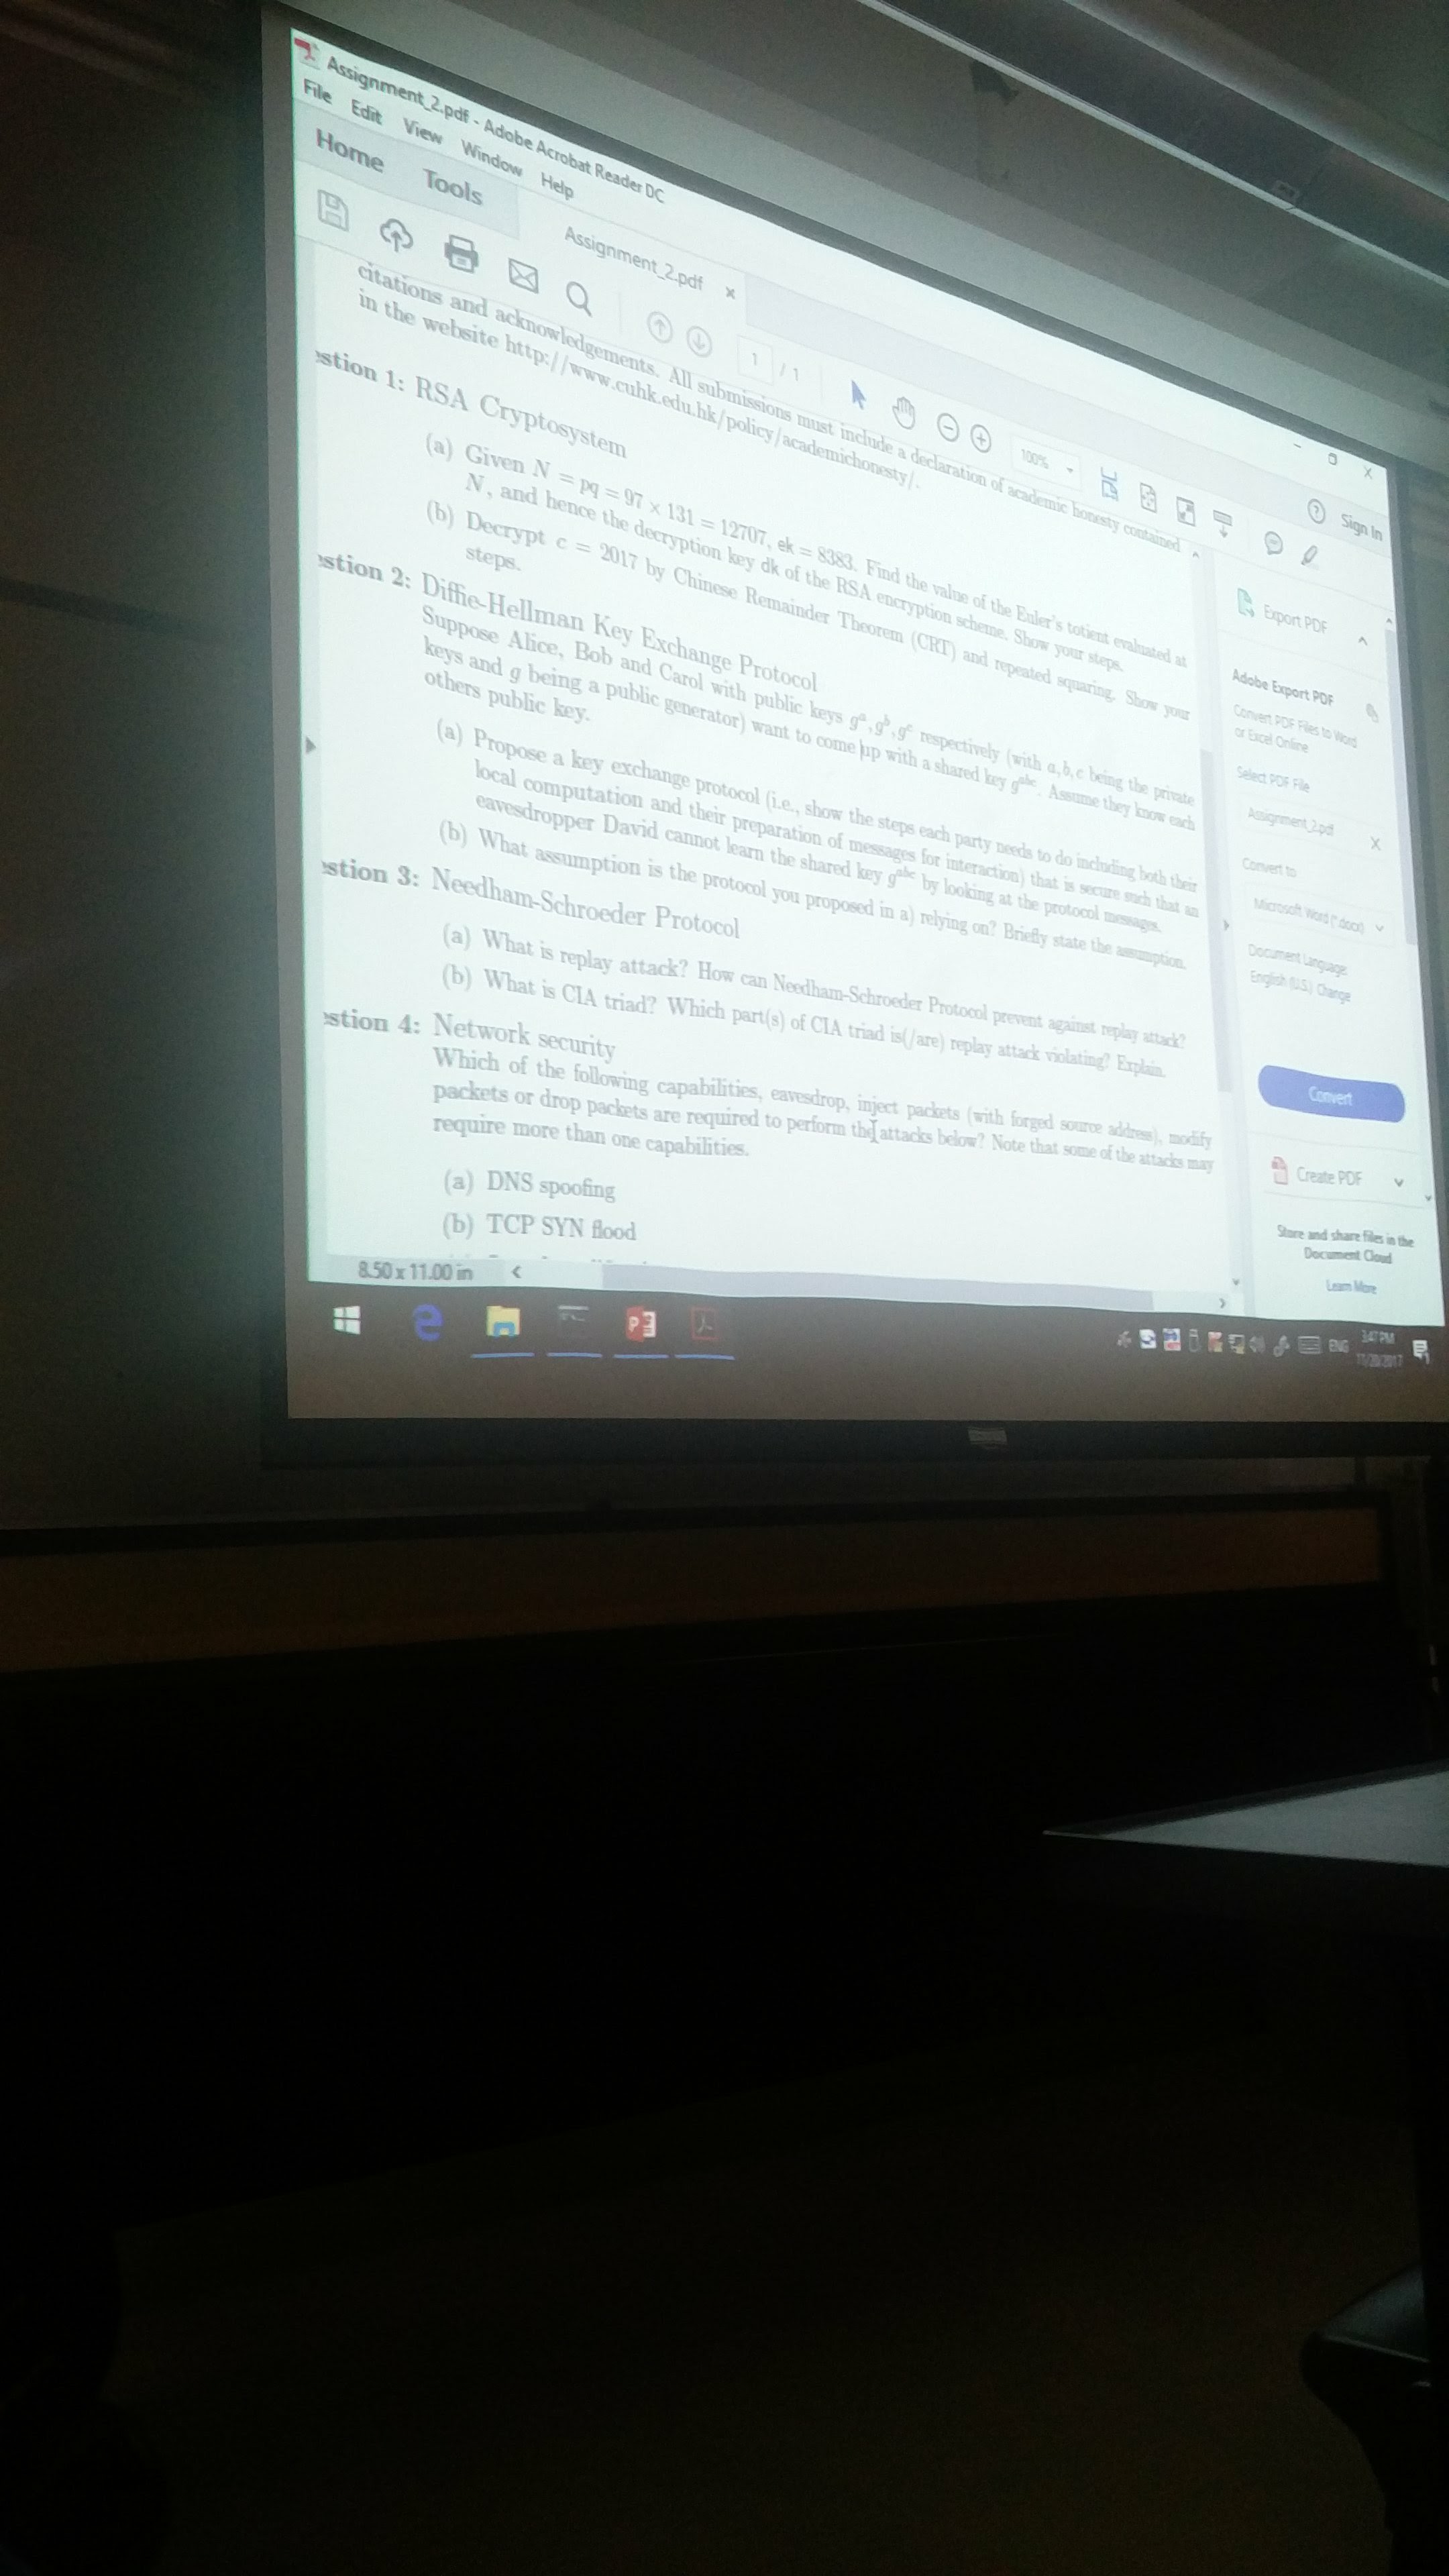 Assignment_2.pdf - Adobe Acrobat Reader DC
File Edit View Window Help
Home Tools
Assignment_2.pdf x
1 / 1
100%
Sign In
citations and acknowledgements. All submissions must include a declaration of academic honesty contained
in the website http://www.cuhk.edu.hk/policy/academichonesty/.
estion 1: RSA Cryptosystem
(a) Given N = pq = 97 × 131 = 12707, ek = 8383. Find the value of the Euler's totient evaluated at
N, and hence the decryption key dk of the RSA encryption scheme. Show your steps.
(b) Decrypt c = 2017 by Chinese Remainder Theorem (CRT) and repeated squaring. Show your
steps.
estion 2: Diffie-Hellman Key Exchange Protocol
Suppose Alice, Bob and Carol with public keys gᵃ, gᵇ, gᶜ respectively (with a, b, c being the private
keys and g being a public generator) want to come up with a shared key gᵃᵇᶜ. Assume they know each
others public key.
(a) Propose a key exchange protocol (i.e., show the steps each party needs to do including both their
local computation and their preparation of messages for interaction) that is secure such that an
eavesdropper David cannot learn the shared key gᵃᵇᶜ by looking at the protocol messages.
(b) What assumption is the protocol you proposed in a) relying on? Briefly state the assumption.
estion 3: Needham-Schroeder Protocol
(a) What is replay attack? How can Needham-Schroeder Protocol prevent against replay attack?
(b) What is CIA triad? Which part(s) of CIA triad is(/are) replay attack violating? Explain.
estion 4: Network security
Which of the following capabilities, eavesdrop, inject packets (with forged source address), modify
packets or drop packets are required to perform the attacks below? Note that some of the attacks may
require more than one capabilities.
(a) DNS spoofing
(b) TCP SYN flood
8.50 x 11.00 in
Export PDF
Adobe Export PDF
Convert PDF Files to Word
or Excel Online
Select PDF File
Assignment_2.pdf X
Convert to
Microsoft Word (*.docx)
Document Language:
English (U.S.) Change
Convert
Create PDF
Store and share files in the
Document Cloud
Learn More
ENG
3:47 PM
11/20/2017